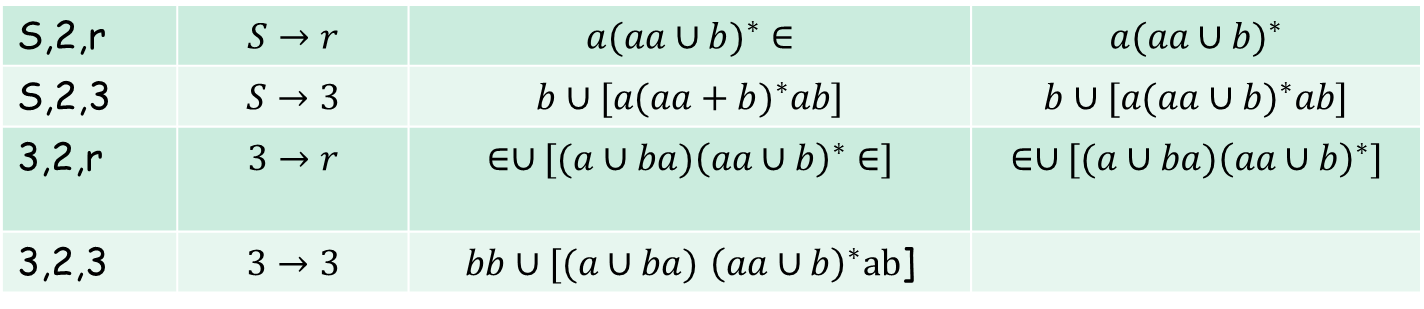 S,2,r S → r a(aa ∪ b)* ∈ a(aa ∪ b)*
S,2,3 S → 3 b ∪ [a(aa + b)*ab] b ∪ [a(aa ∪ b)*ab]
3,2,r 3 → r ∈∪ [(a ∪ ba)(aa ∪ b)* ∈] ∈∪ [(a ∪ ba)(aa ∪ b)*]
3,2,3 3 → 3 bb ∪ [(a ∪ ba) (aa ∪ b)*ab]